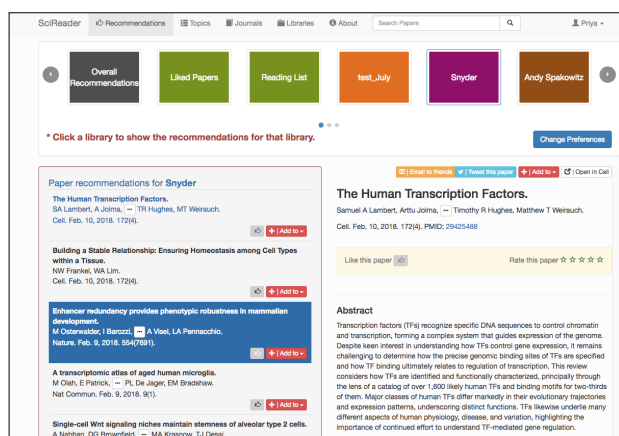 SciReader Recommendations Topics Journals Libraries About Search Papers Priya
Overall Recommendations
Liked Papers
Reading List
test_July
Snyder
Andy Spakowitz
* Click a library to show the recommendations for that library.
Change Preferences
Paper recommendations for Snyder
The Human Transcription Factors.
SA Lambert, A Jolma, ... TR Hughes, MT Weirauch.
Cell. Feb. 10, 2018. 172(4).
+ | Add to
Building a Stable Relationship: Ensuring Homeostasis among Cell Types
within a Tissue.
NW Frankel, WA Lim.
Cell. Feb. 10, 2018. 172(4).
+ | Add to
Enhancer redundancy provides phenotypic robustness in mammalian
development.
M Osterwalder, I Barozzi, ... A Visel, LA Pennacchio.
Nature. Feb. 9, 2018. 554(7691).
+ | Add to
A transcriptomic atlas of aged human microglia.
M Olah, E Patrick, ... PL De Jager, EM Bradshaw.
Nat Commun. Feb. 9, 2018. 9(1).
+ | Add to
Single-cell Wnt signaling niches maintain stemness of alveolar type 2 cells.
A Nabhan, DG Brownfield, ... MA Krasnow, TJ Desai
| Email to friends | Tweet this paper + | Add to | Open in Cell
The Human Transcription Factors.
Samuel A Lambert, Arttu Jolma, ... Timothy R Hughes, Matthew T Weirauch.
Cell. Feb. 10, 2018. 172(4). PMID: 29425488
Like this paper Rate this paper ☆☆☆☆☆
Abstract
Transcription factors (TFs) recognize specific DNA sequences to control chromatin
and transcription, forming a complex system that guides expression of the genome.
Despite keen interest in understanding how TFs control gene expression, it remains
challenging to determine how the precise genomic binding sites of TFs are specified
and how TF binding ultimately relates to regulation of transcription. This review
considers how TFs are identified and functionally characterized, principally through
the lens of a catalog of over 1,600 likely human TFs and binding motifs for two-thirds
of them. Major classes of human TFs differ markedly in their evolutionary trajectories
and expression patterns, underscoring distinct functions. TFs likewise underlie many
different aspects of human physiology, disease, and variation, highlighting the
importance of continued effort to understand TF-mediated gene regulation.